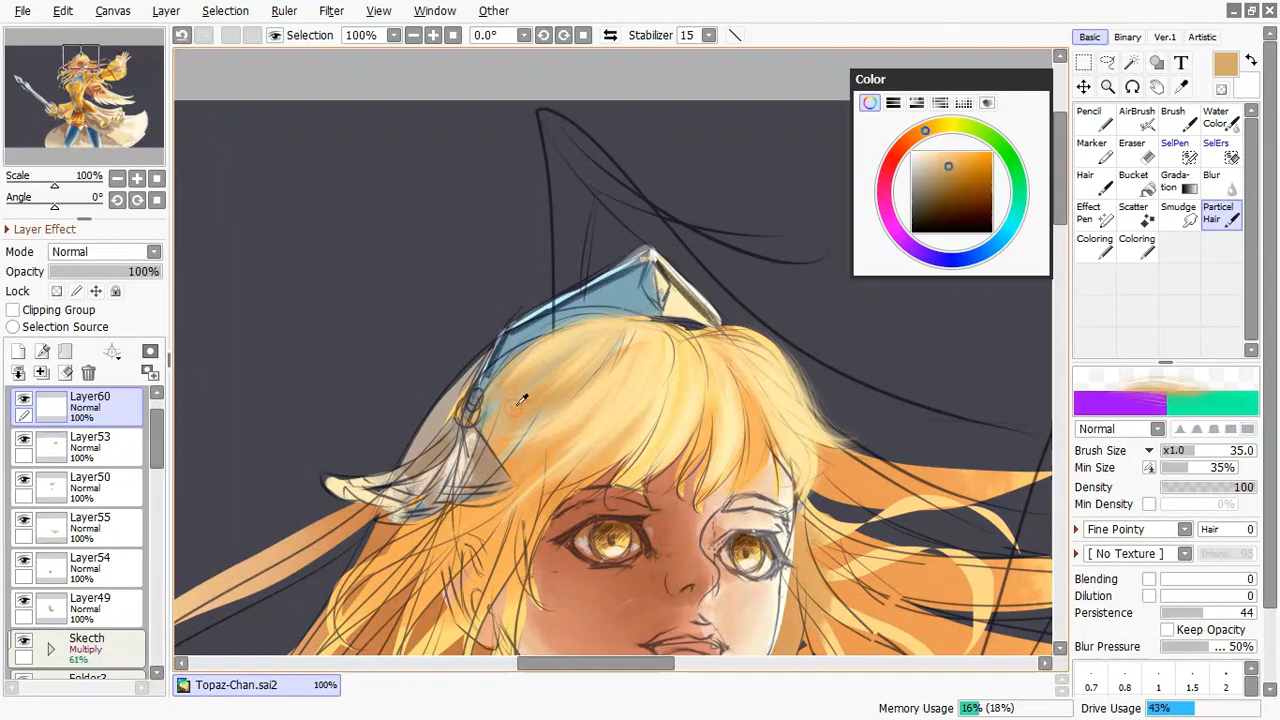 File Edit Canvas Layer Selection Ruler Filter View Window Other
Selection 100% 0.0° Stabilizer 15
Basic Binary Ver.1 Artistic
Color
Scale 100%
Angle 0°
Layer Effect
Mode Normal
Opacity 100%
Lock
Clipping Group
Selection Source
Layer60
Normal
100%
Layer53
Normal
100%
Layer50
Normal
100%
Layer55
Normal
100%
Layer54
Normal
100%
Layer49
Normal
100%
Skecth
Multiply
61%
Pencil AirBrush Brush Water Color
Marker Eraser SelPen SelErs
Hair Bucket Gradation Blur
Effect Pen Scatter Smudge Particel Hair
Coloring Coloring
T
Normal
Brush Size x1.0 35.0
Min Size 35%
Density 100
Min Density 0%
Fine Pointy Hair 0
[ No Texture ]
Blending 0
Dilution 0
Persistence 44
Keep Opacity
Blur Pressure ... 50%
0.7 0.8 1 1.5 2
Topaz-Chan.sai2 100%
Memory Usage 16% (18%) Drive Usage 43%